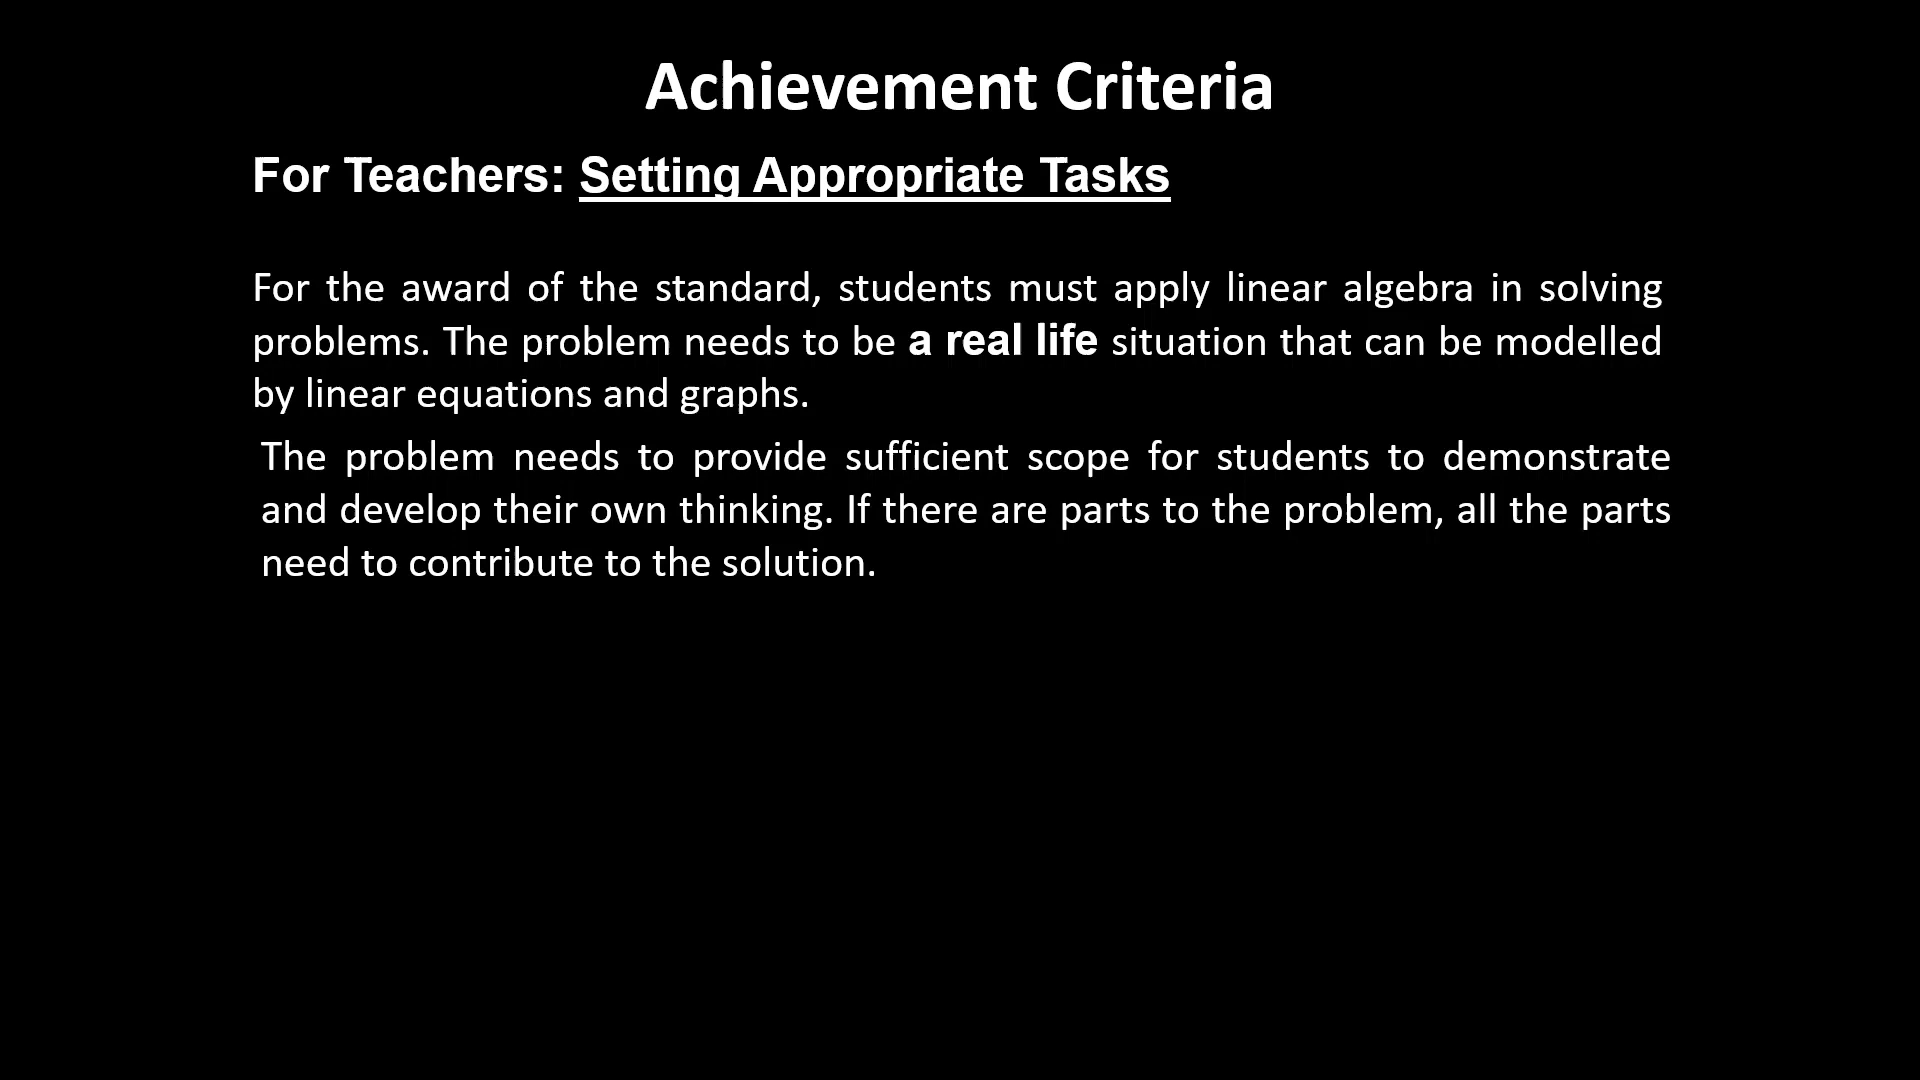 Achievement Criteria
For Teachers: Setting Appropriate Tasks
For the award of the standard, students must apply linear algebra in solving
problems. The problem needs to be a real life situation that can be modelled
by linear equations and graphs.
The problem needs to provide sufficient scope for students to demonstrate
and develop their own thinking. If there are parts to the problem, all the parts
need to contribute to the solution.